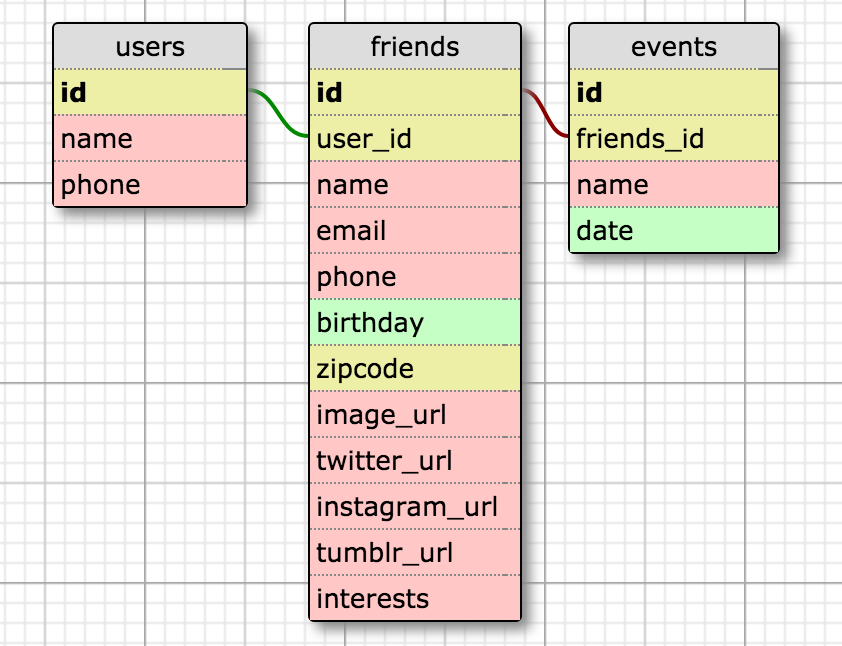 users
id
name
phone
friends
id
user_id
name
email
phone
birthday
zipcode
image_url
twitter_url
instagram_url
tumblr_url
interests
events
id
friends_id
name
date